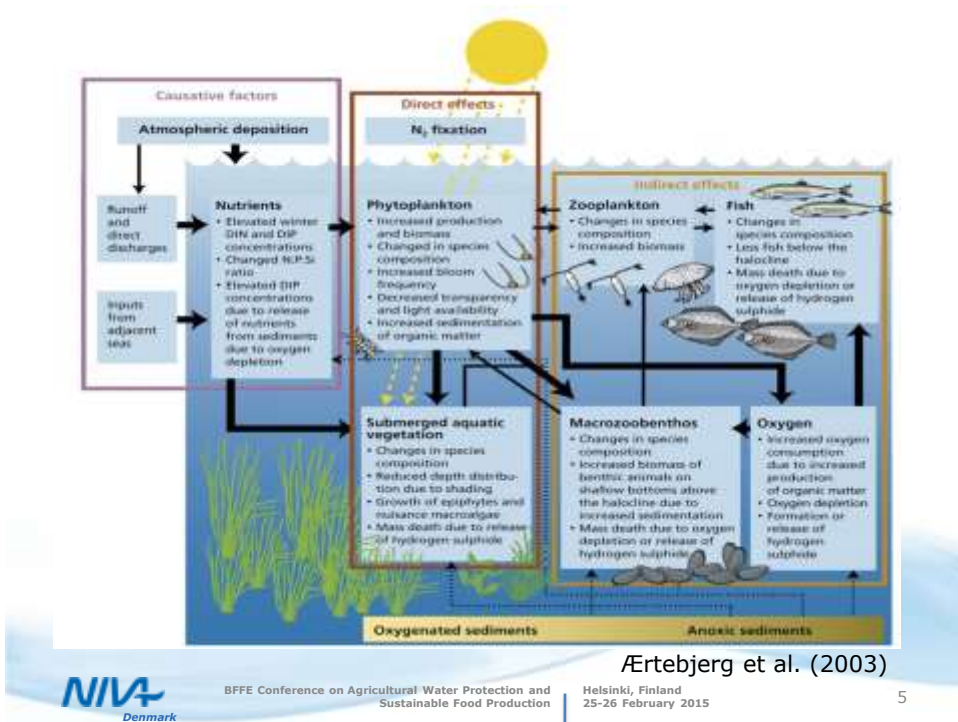 Causative factors
Atmospheric deposition
Runoff
and
direct
discharges
Inputs
from
adjacent
seas
Nutrients
• Elevated winter
DIN and DIP
concentrations
• Changed N:P:Si
ratio
• Elevated DIP
concentrations
due to release
of nutrients
from sediments
due to oxygen
depletion
Direct effects
N₂ fixation
Phytoplankton
• Increased production
and biomass
• Changed in species
composition
• Increased bloom
frequency
• Decreased transparency
and light availability
• Increased sedimentation
of organic matter
Submerged aquatic
vegetation
• Changes in species
composition
• Reduced depth distribu-
tion due to shading
• Growth of epiphytes and
nuisance macroalgae
• Mass death due to release
of hydrogen sulphide
Indirect effects
Zooplankton
• Changes in species
composition
• Increased biomass
Fish
• Changes in
species composition
• Less fish below the
halocline
• Mass death due to
oxygen depletion or
release of hydrogen
sulphide
Macrozoobenthos
• Changes in species
composition
• Increased biomass of
benthic animals on
shallow bottoms above
the halocline due to
increased sedimentation
• Mass death due to oxygen
depletion or release of
hydrogen sulphide
Oxygen
• Increased oxygen
consumption
due to increased
production
of organic matter
• Oxygen depletion
• Formation or
release of
hydrogen
sulphide
Oxygenated sediments
Anoxic sediments
Ærtebjerg et al. (2003)
NIVA
Denmark
BFFE Conference on Agricultural Water Protection and
Sustainable Food Production
Helsinki, Finland
25-26 February 2015
5